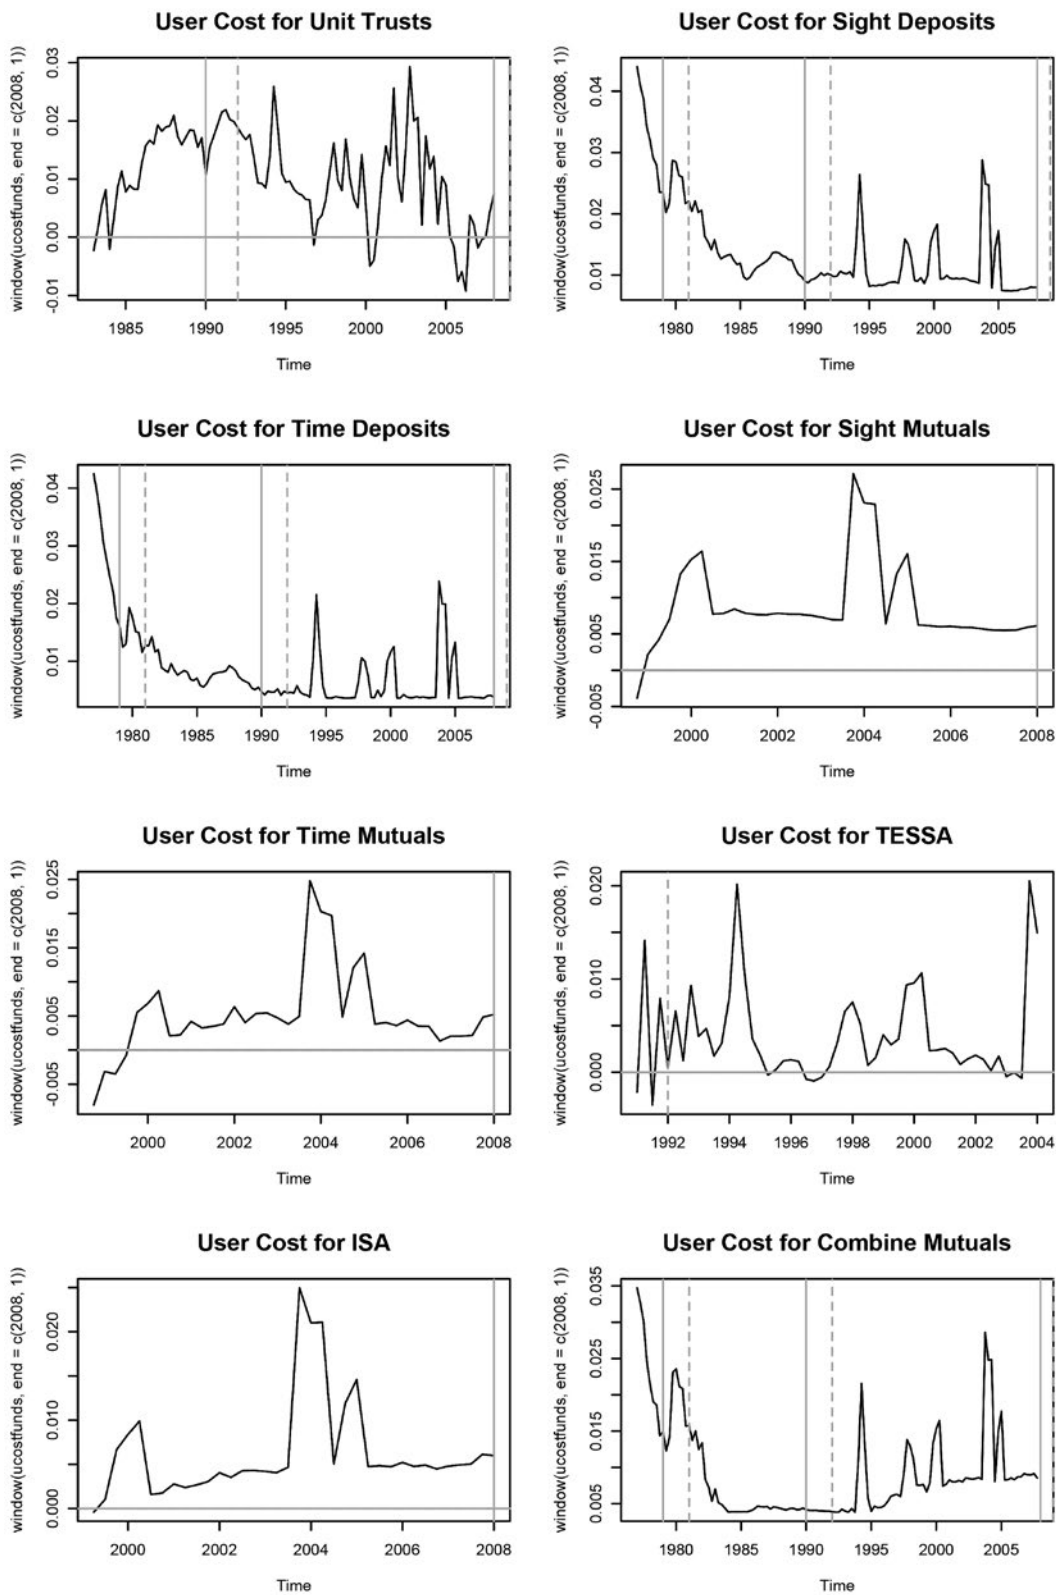 User Cost for Unit Trusts
window(ucostfunds, end = c(2008, 1))
0.03
0.02
0.01
0.00
-0.01
1985 1990 1995 2000 2005
Time
User Cost for Sight Deposits
window(ucostfunds, end = c(2008, 1))
0.04
0.03
0.02
0.01
1980 1985 1990 1995 2000 2005
Time
User Cost for Time Deposits
window(ucostfunds, end = c(2008, 1))
0.04
0.03
0.02
0.01
1980 1985 1990 1995 2000 2005
Time
User Cost for Sight Mutuals
window(ucostfunds, end = c(2008, 1))
0.025
0.015
0.005
-0.005
2000 2002 2004 2006 2008
Time
User Cost for Time Mutuals
window(ucostfunds, end = c(2008, 1))
0.025
0.015
0.005
-0.005
2000 2002 2004 2006 2008
Time
User Cost for TESSA
window(ucostfunds, end = c(2008, 1))
0.020
0.010
0.000
1992 1994 1996 1998 2000 2002 2004
Time
User Cost for ISA
window(ucostfunds, end = c(2008, 1))
0.020
0.010
0.000
2000 2002 2004 2006 2008
Time
User Cost for Combine Mutuals
window(ucostfunds, end = c(2008, 1))
0.035
0.025
0.015
0.005
1980 1985 1990 1995 2000 2005
Time